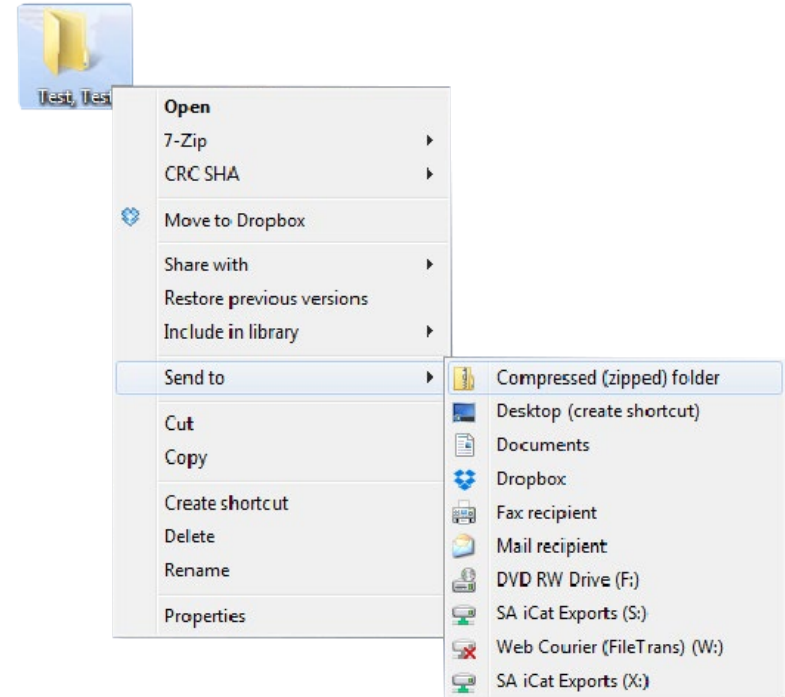 Test, Test
Open
7-Zip
CRC SHA
Move to Dropbox
Share with
Restore previous versions
Include in library
Send to
Cut
Copy
Create shortcut
Delete
Rename
Properties
Compressed (zipped) folder
Desktop (create shortcut)
Documents
Dropbox
Fax recipient
Mail recipient
DVD RW Drive (F:)
SA iCat Exports (S:)
Web Courier (FileTrans) (W:)
SA iCat Exports (X:)